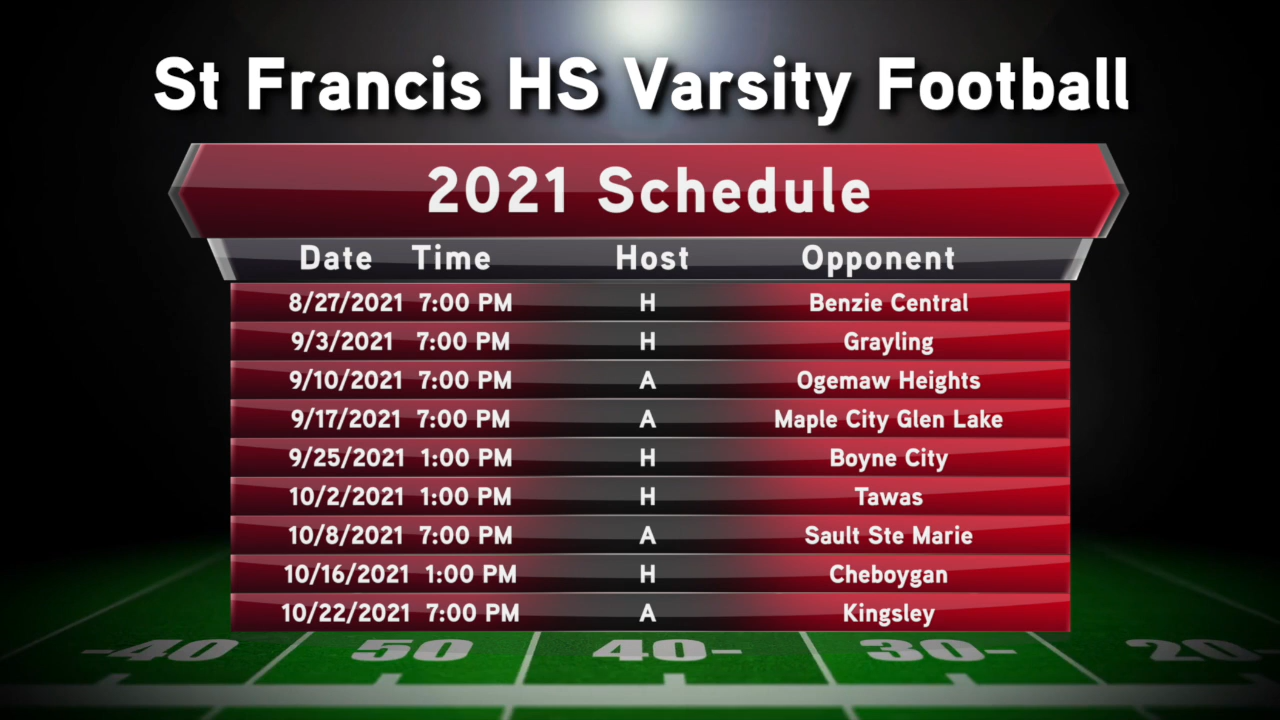 St Francis HS Varsity Football
2021 Schedule
Date Time Host Opponent
8/27/2021 7:00 PM H Benzie Central
9/3/2021 7:00 PM H Grayling
9/10/2021 7:00 PM A Ogemaw Heights
9/17/2021 7:00 PM A Maple City Glen Lake
9/25/2021 1:00 PM H Boyne City
10/2/2021 1:00 PM H Tawas
10/8/2021 7:00 PM A Sault Ste Marie
10/16/2021 1:00 PM H Cheboygan
10/22/2021 7:00 PM A Kingsley
-40 50 40- 30- 20-